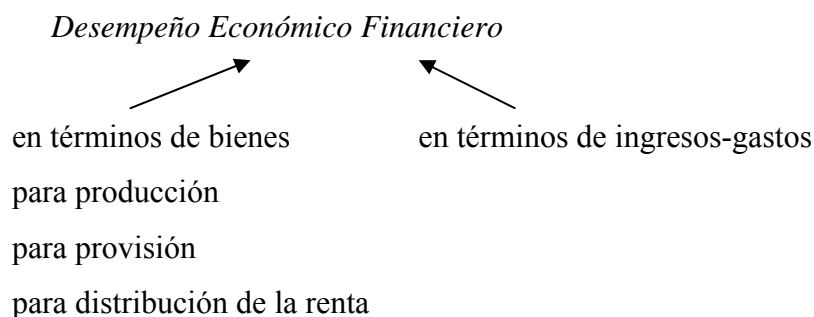 Desempeño Económico Financiero
en términos de bienes en términos de ingresos-gastos
para producción
para provisión
para distribución de la renta